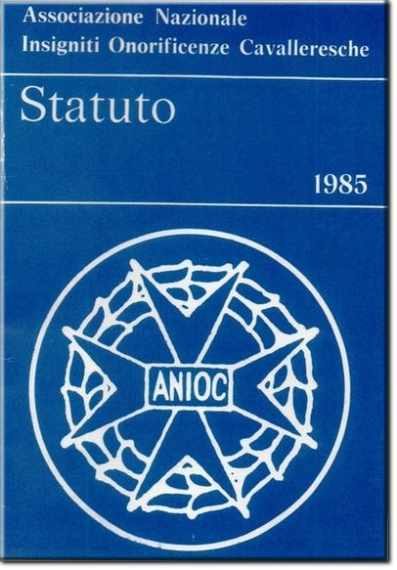 Associazione Nazionale
Insigniti Onorificenze Cavalleresche
Statuto
1985
ANIOC